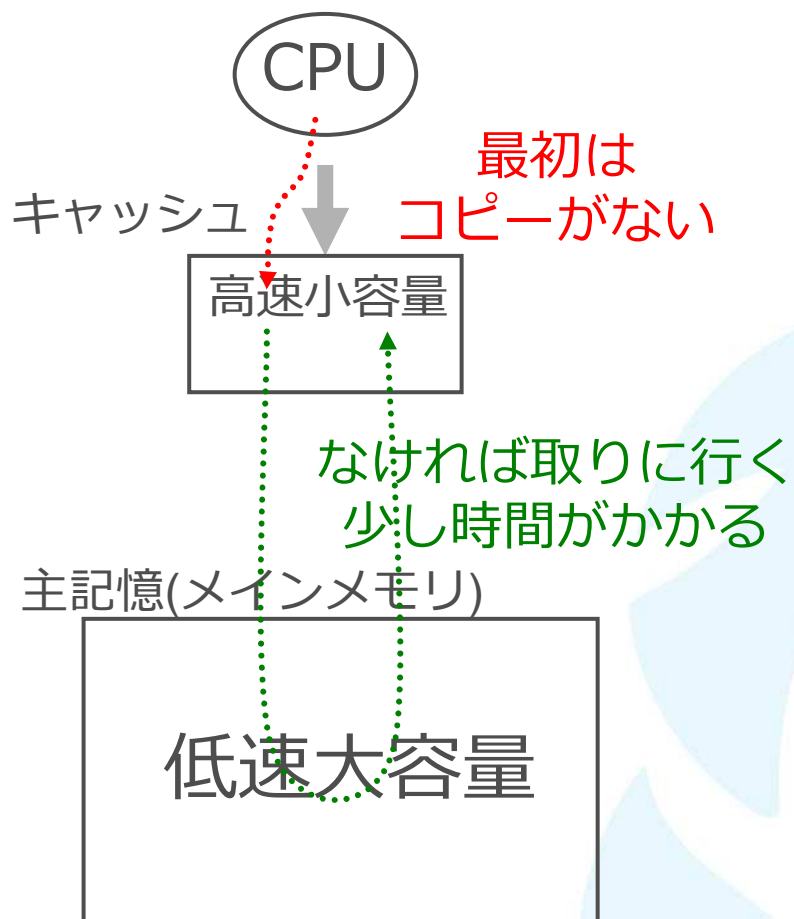 CPU
最初は
コピーがない
キャッシュ
高速小容量
なければ取りに行く
少し時間がかかる
主記憶(メインメモリ)
低速大容量